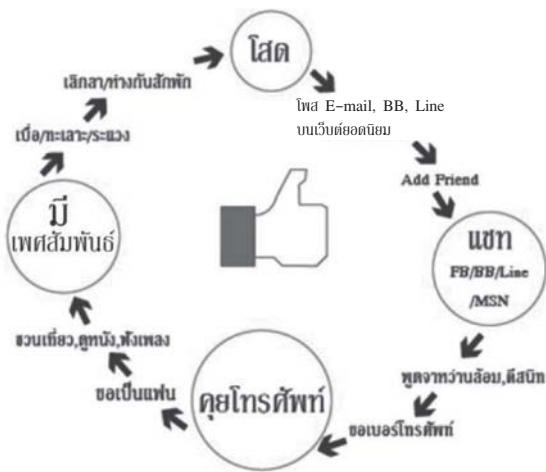 โสด
โพส E-mail, BB, Line
บนเว็บต์ยอดนิยม
Add Friend
แชท
FB/BB/Line
/MSN
พูดจาหว่านล้อม,ตีสนิท
ขอเบอร์โทรศัพท์
คุยโทรศัพท์
ขอเป็นแฟน
ชวนเที่ยว,ดูหนัง,ฟังเพลง
มี
เพศสัมพันธ์
เบื่อ/ทะเลาะ/ระแวง
เลิกลา/ห่างกันสักพัก